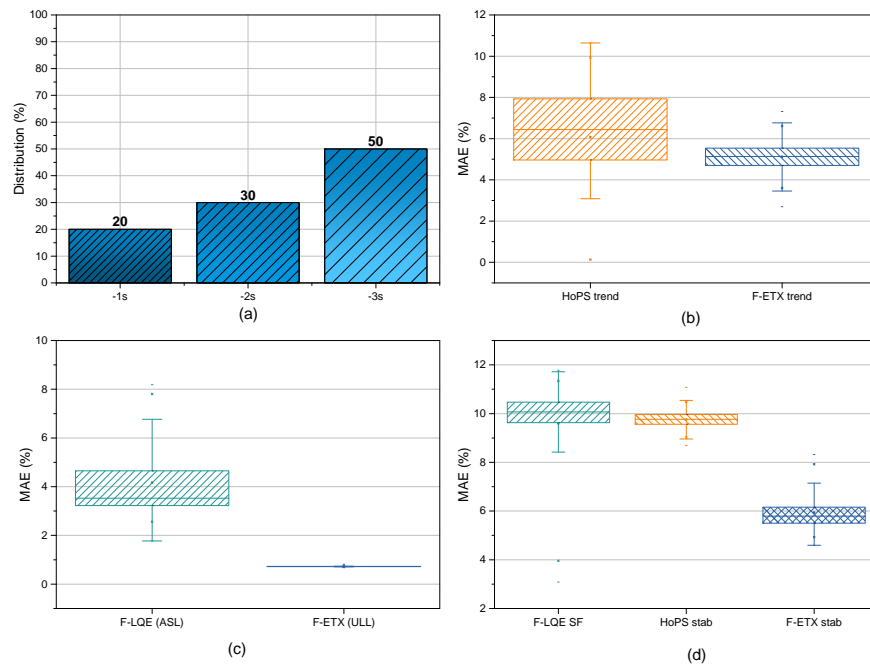 100
90
80
70
60
50
40
30
20
10
0
Distribution (%)
20
30
50
-1s
-2s
-3s
(a)
12
10
8
6
4
2
0
MAE (%)
HoPS trend
F-ETX trend
(b)
10
8
6
4
2
0
MAE (%)
F-LQE (ASL)
F-ETX (ULL)
(c)
12
10
8
6
4
2
MAE (%)
F-LQE SF
HoPS stab
F-ETX stab
(d)